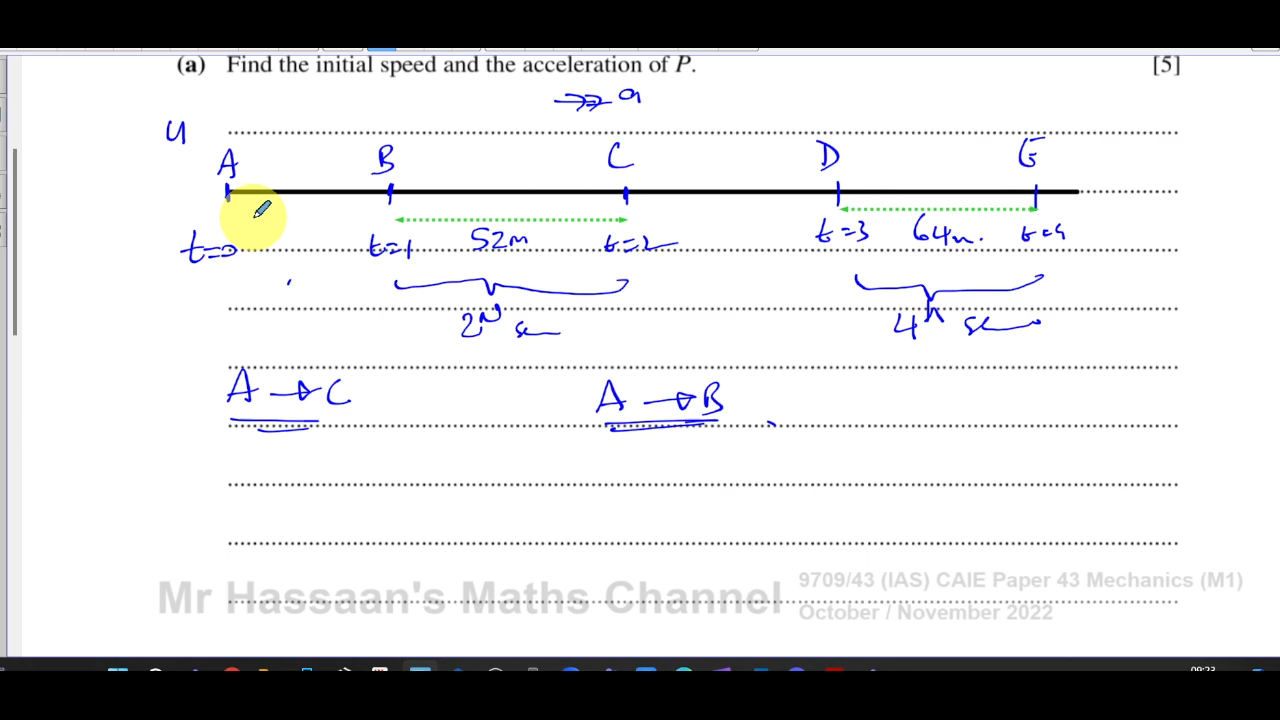 (a) Find the initial speed and the acceleration of P. [5]
a
u
A B C D E
t=0 t=1 52m t=2 t=3 64m. t=4
2nd sec 4th sec
A → C A → B
Mr Hassaan's Maths Channel
9709/43 (IAS) CAIE Paper 43 Mechanics (M1)
October / November 2022